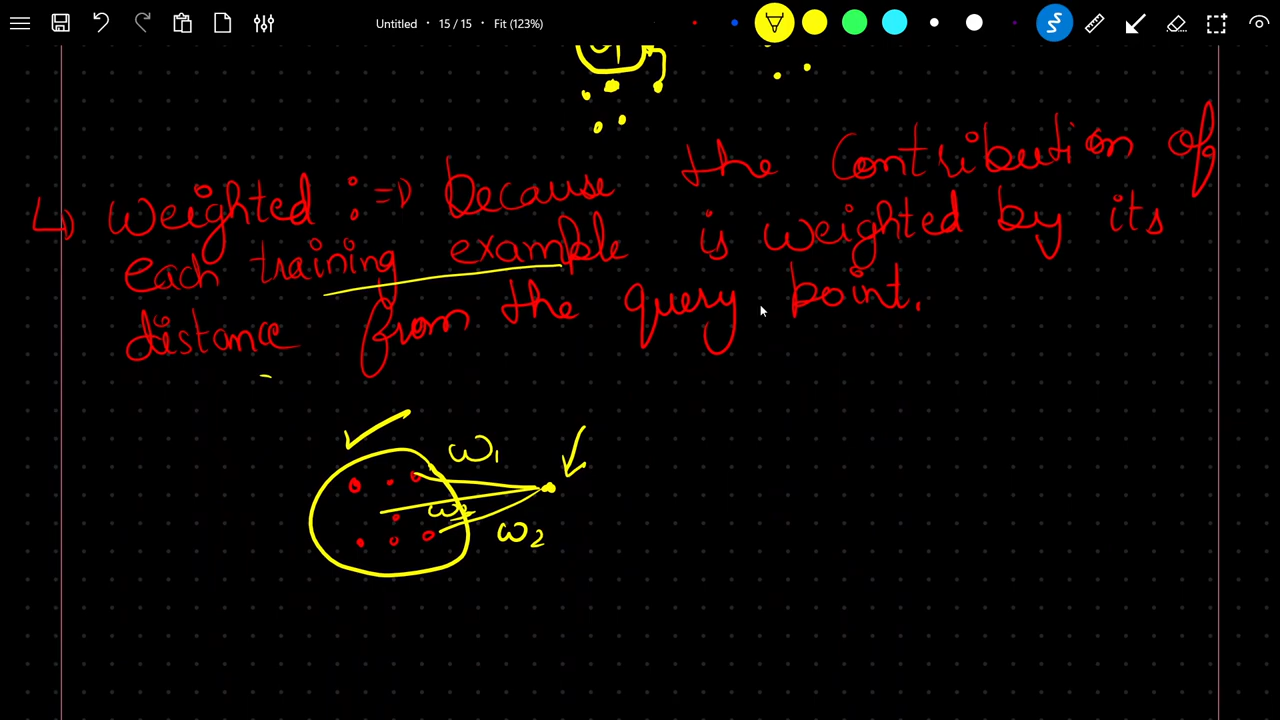 Untitled • 15 / 15 • Fit (123%)
↳ Weighted :⇒ because the Contribution of
each training example is weighted by its
distance from the query point.
ω1
ω2